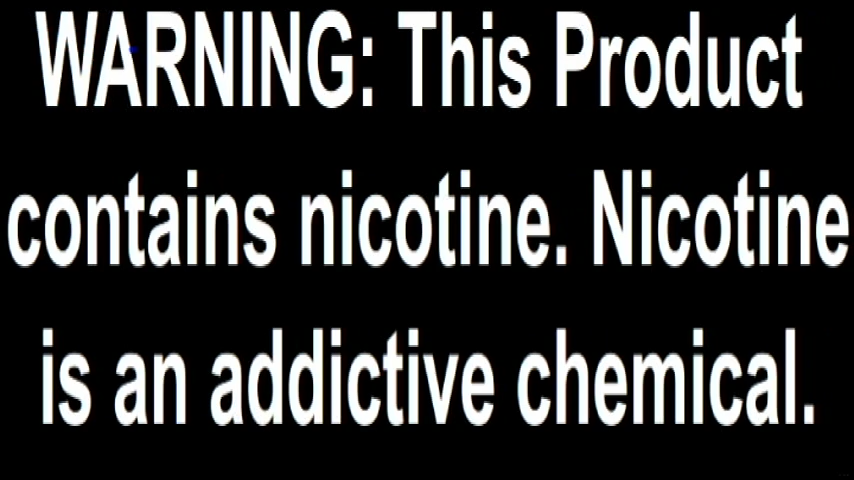 WARNING: This Product
contains nicotine. Nicotine
is an addictive chemical.